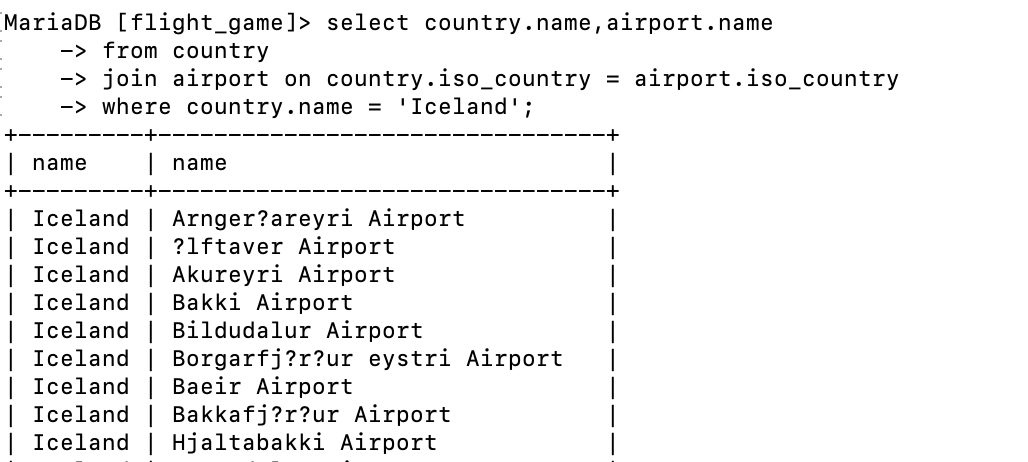 MariaDB [flight_game]> select country.name,airport.name
    -> from country
    -> join airport on country.iso_country = airport.iso_country
    -> where country.name = 'Iceland';
+---------+--------------------------------+
| name    | name                           |
+---------+--------------------------------+
| Iceland | Arnger?areyri Airport          |
| Iceland | ?lftaver Airport               |
| Iceland | Akureyri Airport               |
| Iceland | Bakki Airport                  |
| Iceland | Bildudalur Airport             |
| Iceland | Borgarfj?r?ur eystri Airport   |
| Iceland | Baeir Airport                  |
| Iceland | Bakkafj?r?ur Airport           |
| Iceland | Hjaltabakki Airport            |